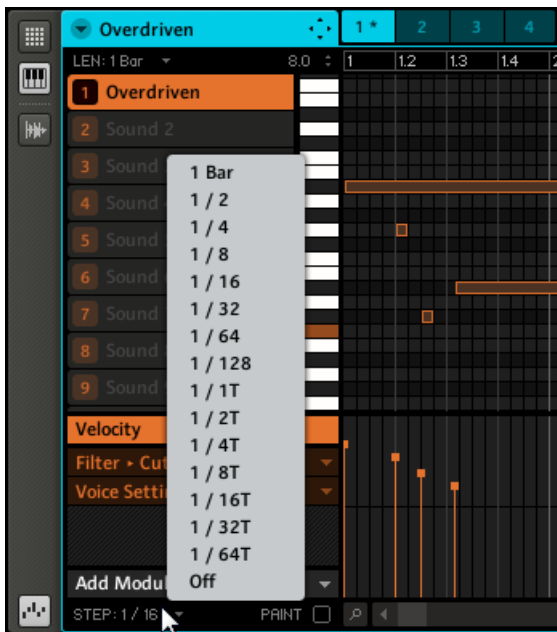 Overdriven
1 * 2 3 4
LEN: 1 Bar 8.0 1 1.2 1.3 1.4
1 Overdriven
2 Sound 2
3 Sound
4 Sound
5 Sound
6 Sound
7 Sound
8 Sound
9 Sound
1 Bar
1 / 2
1 / 4
1 / 8
1 / 16
1 / 32
1 / 64
1 / 128
1 / 1T
1 / 2T
1 / 4T
1 / 8T
1 / 16T
1 / 32T
1 / 64T
Off
Velocity
Filter ▸ Cut
Voice Settin
Add Modul
STEP: 1 / 16 PAINT